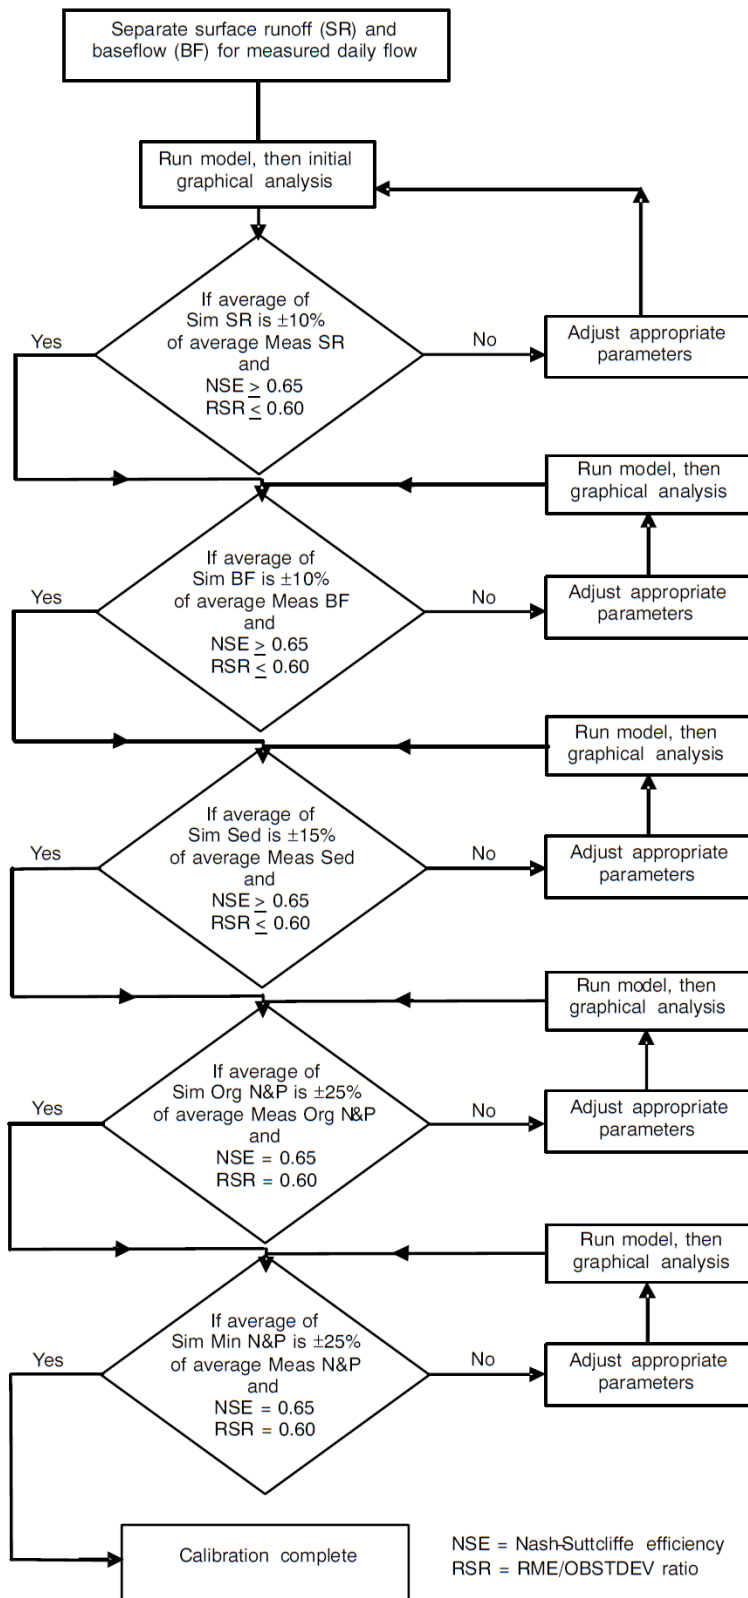 Separate surface runoff (SR) and
baseflow (BF) for measured daily flow
Run model, then initial
graphical analysis
If average of
Sim SR is ±10%
of average Meas SR
and
NSE ≥ 0.65
RSR ≤ 0.60
Yes
No
Adjust appropriate
parameters
Run model, then
graphical analysis
If average of
Sim BF is ±10%
of average Meas BF
and
NSE ≥ 0.65
RSR ≤ 0.60
Yes
No
Adjust appropriate
parameters
Run model, then
graphical analysis
If average of
Sim Sed is ±15%
of average Meas Sed
and
NSE ≥ 0.65
RSR ≤ 0.60
Yes
No
Adjust appropriate
parameters
Run model, then
graphical analysis
If average of
Sim Org N&P is ±25%
of average Meas Org N&P
and
NSE = 0.65
RSR = 0.60
Yes
No
Adjust appropriate
parameters
Run model, then
graphical analysis
If average of
Sim Min N&P is ±25%
of average Meas N&P
and
NSE = 0.65
RSR = 0.60
Yes
No
Adjust appropriate
parameters
Calibration complete
NSE = Nash-Suttcliffe efficiency
RSR = RME/OBSTDEV ratio